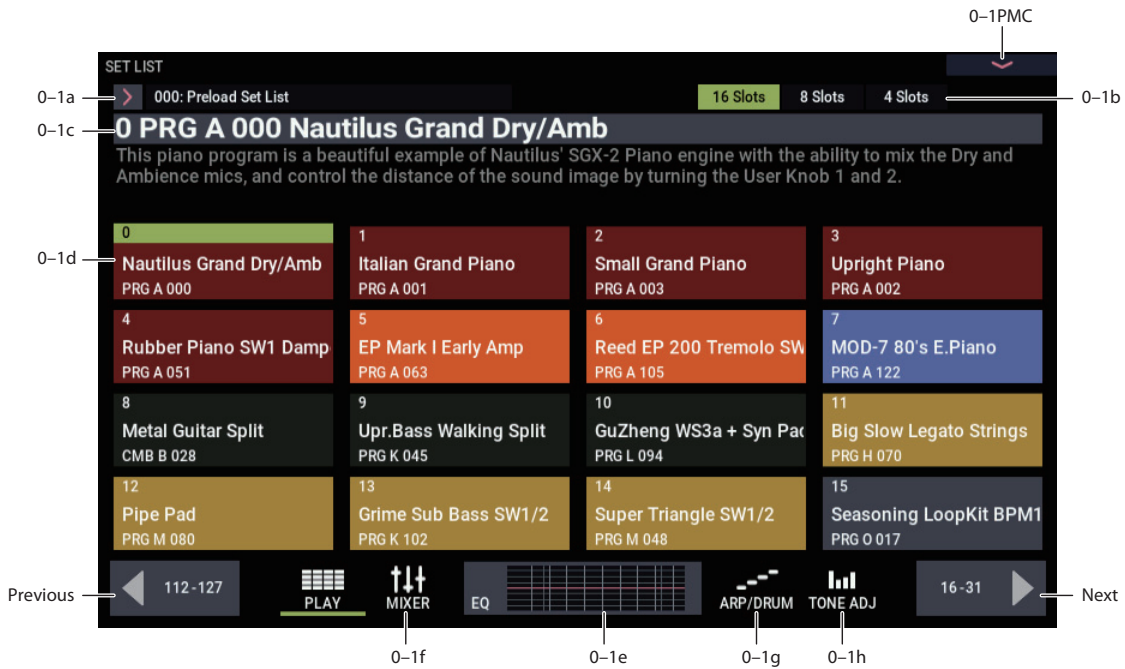 0–1PMC
SET LIST
0–1a
000: Preload Set List
16 Slots
8 Slots
4 Slots
0–1b
0–1c
0 PRG A 000 Nautilus Grand Dry/Amb
This piano program is a beautiful example of Nautilus' SGX-2 Piano engine with the ability to mix the Dry and
Ambience mics, and control the distance of the sound image by turning the User Knob 1 and 2.
0–1d
0
Nautilus Grand Dry/Amb
PRG A 000
1
Italian Grand Piano
PRG A 001
2
Small Grand Piano
PRG A 003
3
Upright Piano
PRG A 002
4
Rubber Piano SW1 Damp
PRG A 051
5
EP Mark I Early Amp
PRG A 063
6
Reed EP 200 Tremolo SW
PRG A 105
7
MOD-7 80's E.Piano
PRG A 122
8
Metal Guitar Split
CMB B 028
9
Upr.Bass Walking Split
PRG K 045
10
GuZheng WS3a + Syn Pad
PRG L 094
11
Big Slow Legato Strings
PRG H 070
12
Pipe Pad
PRG M 080
13
Grime Sub Bass SW1/2
PRG K 102
14
Super Triangle SW1/2
PRG M 048
15
Seasoning LoopKit BPM1
PRG O 017
Previous
112-127
PLAY
MIXER
EQ
ARP/DRUM
TONE ADJ
16-31
Next
0–1f
0–1e
0–1g
0–1h